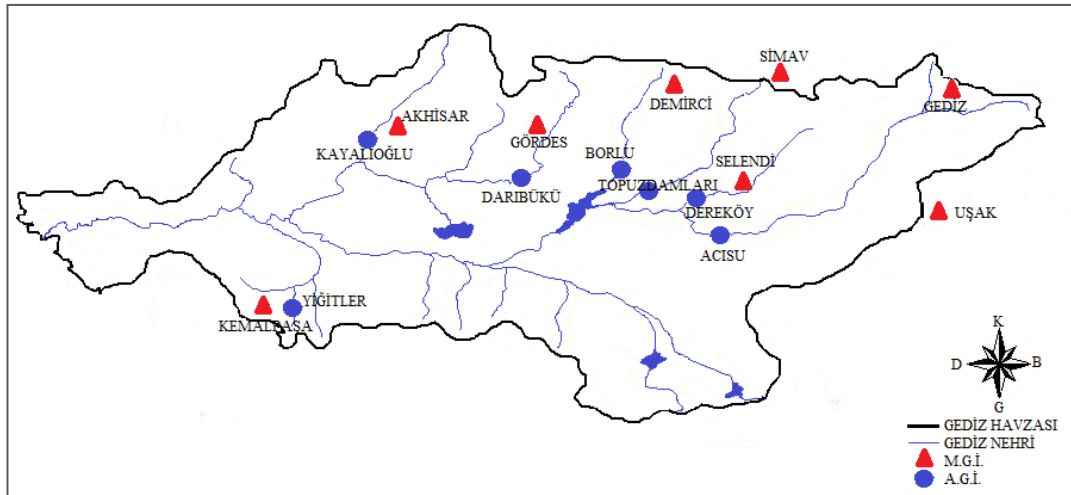 SİMAV
DEMİRCİ
GEDİZ
AKHİSAR
GÖRDES
KAYALIOĞLU
BORLU
SELENDİ
TOPUZDAMLARI
DARIBÜKÜ
DEREKÖY
UŞAK
ACISU
YİĞİTLER
KEMALPAŞA
K
D
B
G
GEDİZ HAVZASI
GEDİZ NEHRİ
M.G.İ.
A.G.İ.